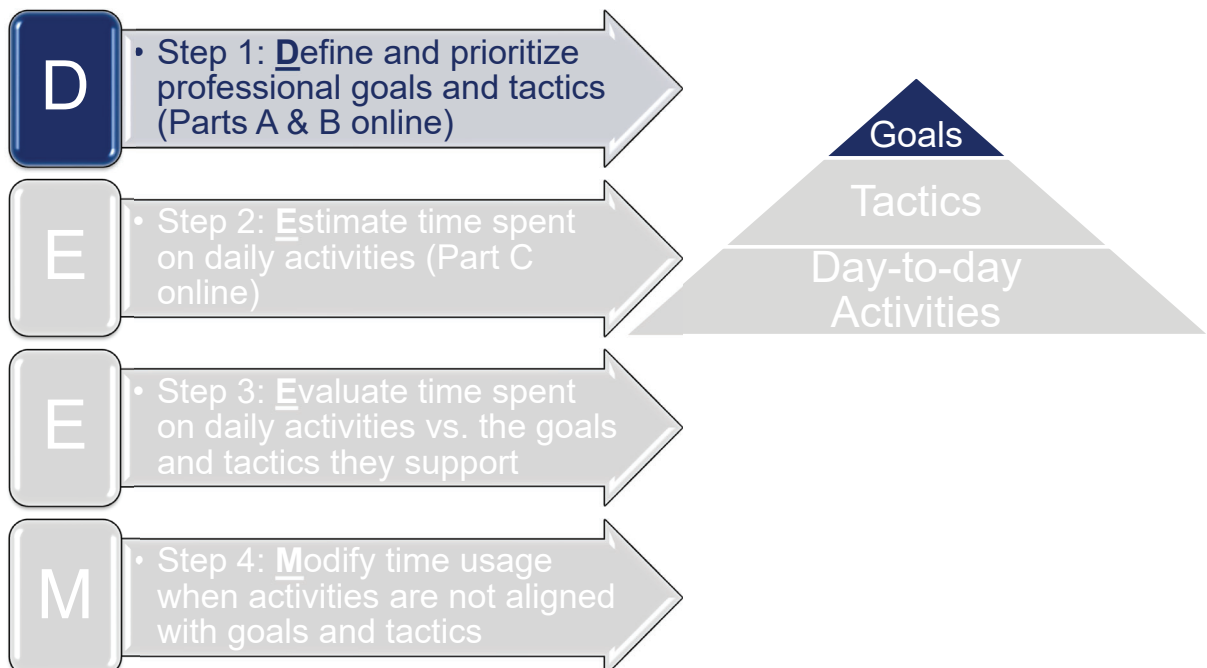 D
• Step 1: Define and prioritize
professional goals and tactics
(Parts A & B online)
E
• Step 2: Estimate time spent
on daily activities (Part C
online)
E
• Step 3: Evaluate time spent
on daily activities vs. the goals
and tactics they support
M
• Step 4: Modify time usage
when activities are not aligned
with goals and tactics
Goals
Tactics
Day-to-day
Activities